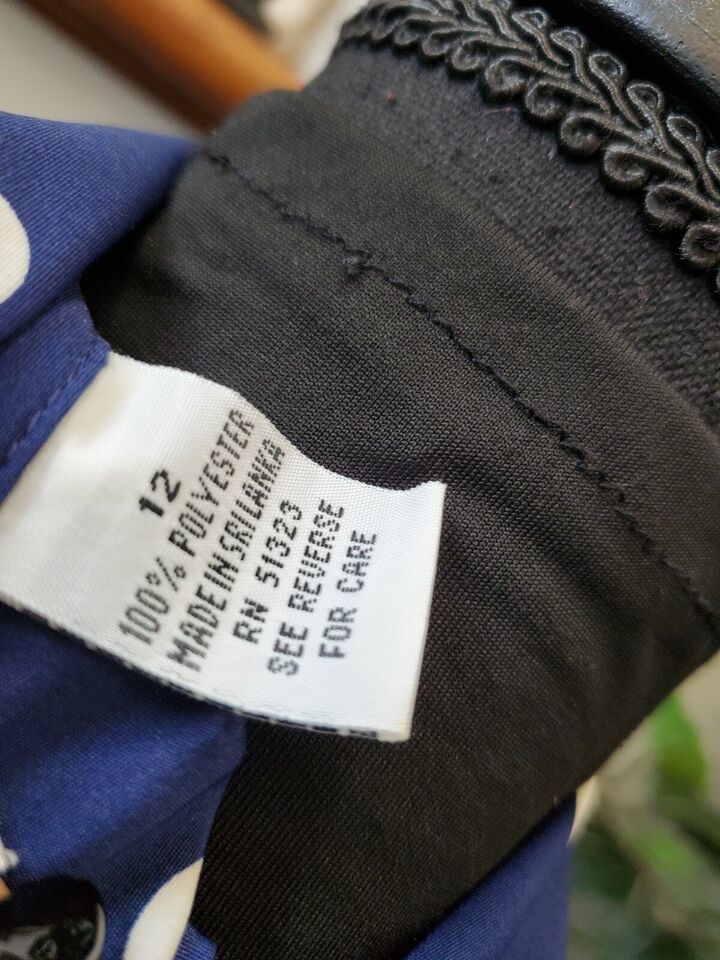 12
100% POLYESTER
MADE IN SRI LANKA
RN 51323
SEE REVERSE
FOR CARE